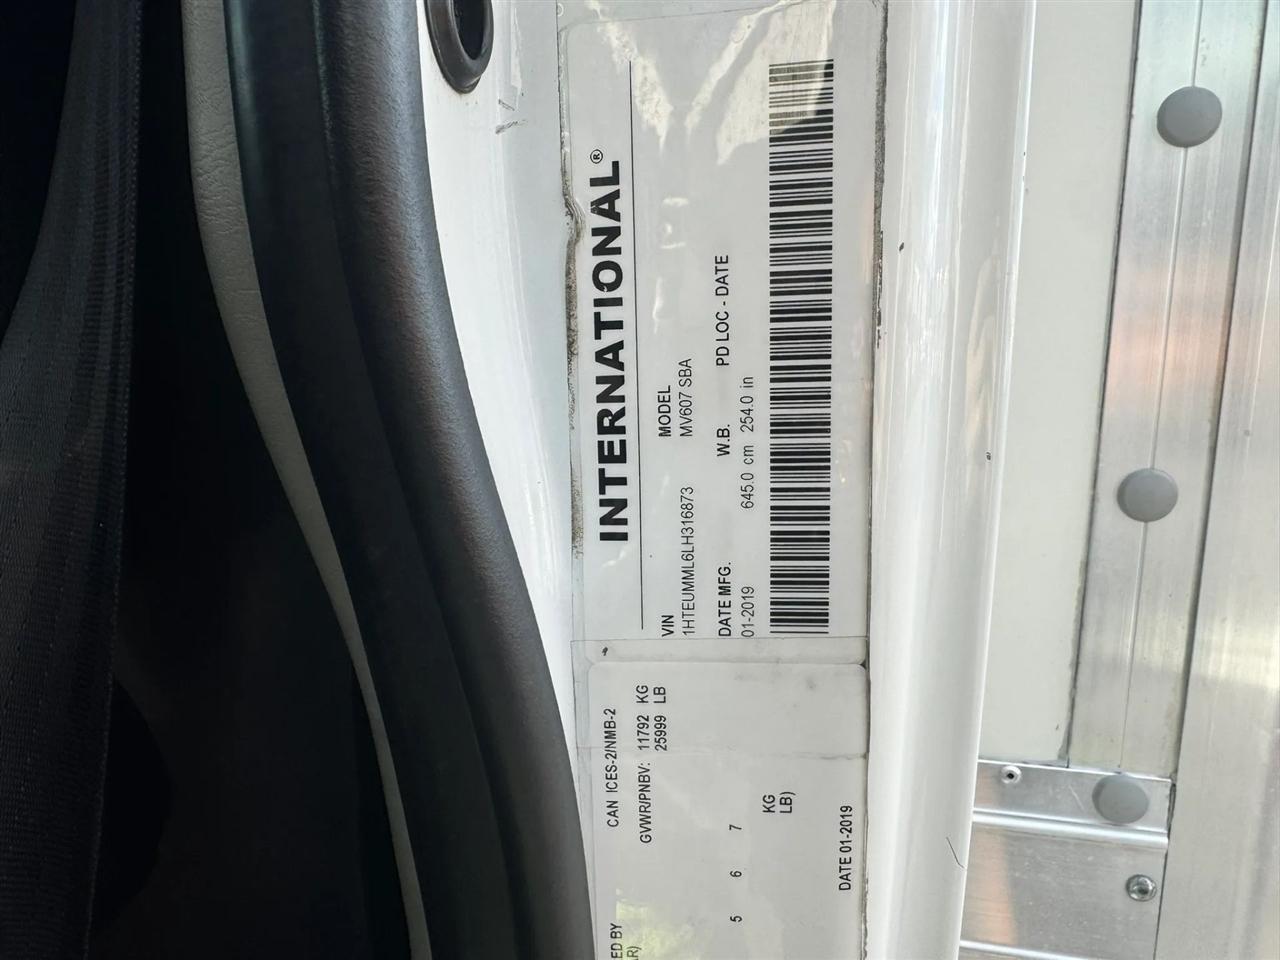 INTERNATIONAL®
VIN MODEL
1HTEUMML6LH316873 MV607 SBA
DATE MFG. W.B. PD LOC - DATE
01-2019 645.0 cm 254.0 in
CAN ICES-2/NMB-2
GVWR/PNBV: 11792 KG
25999 LB
5 6 7
KG
LB)
DATE 01-2019
ED BY
AR)